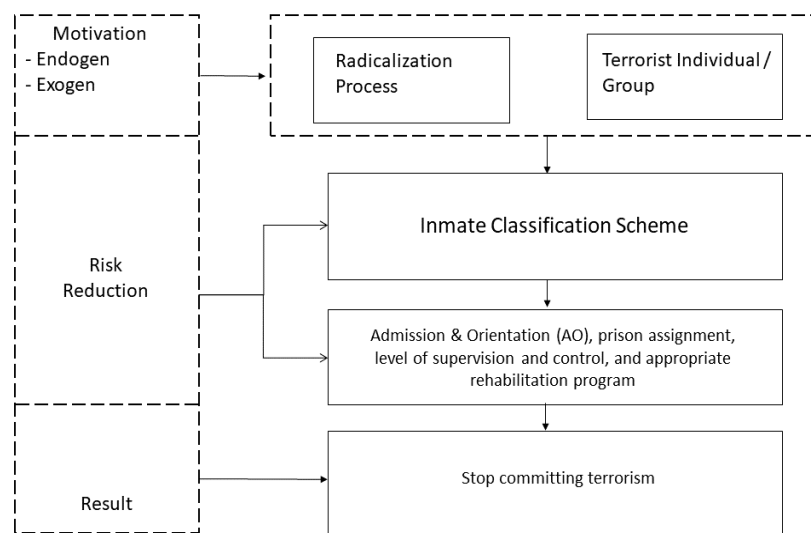 Motivation
- Endogen
- Exogen
Radicalization
Process
Terrorist Individual /
Group
Risk
Reduction
Inmate Classification Scheme
Admission & Orientation (AO), prison assignment,
level of supervision and control, and appropriate
rehabilitation program
Result
Stop committing terrorism